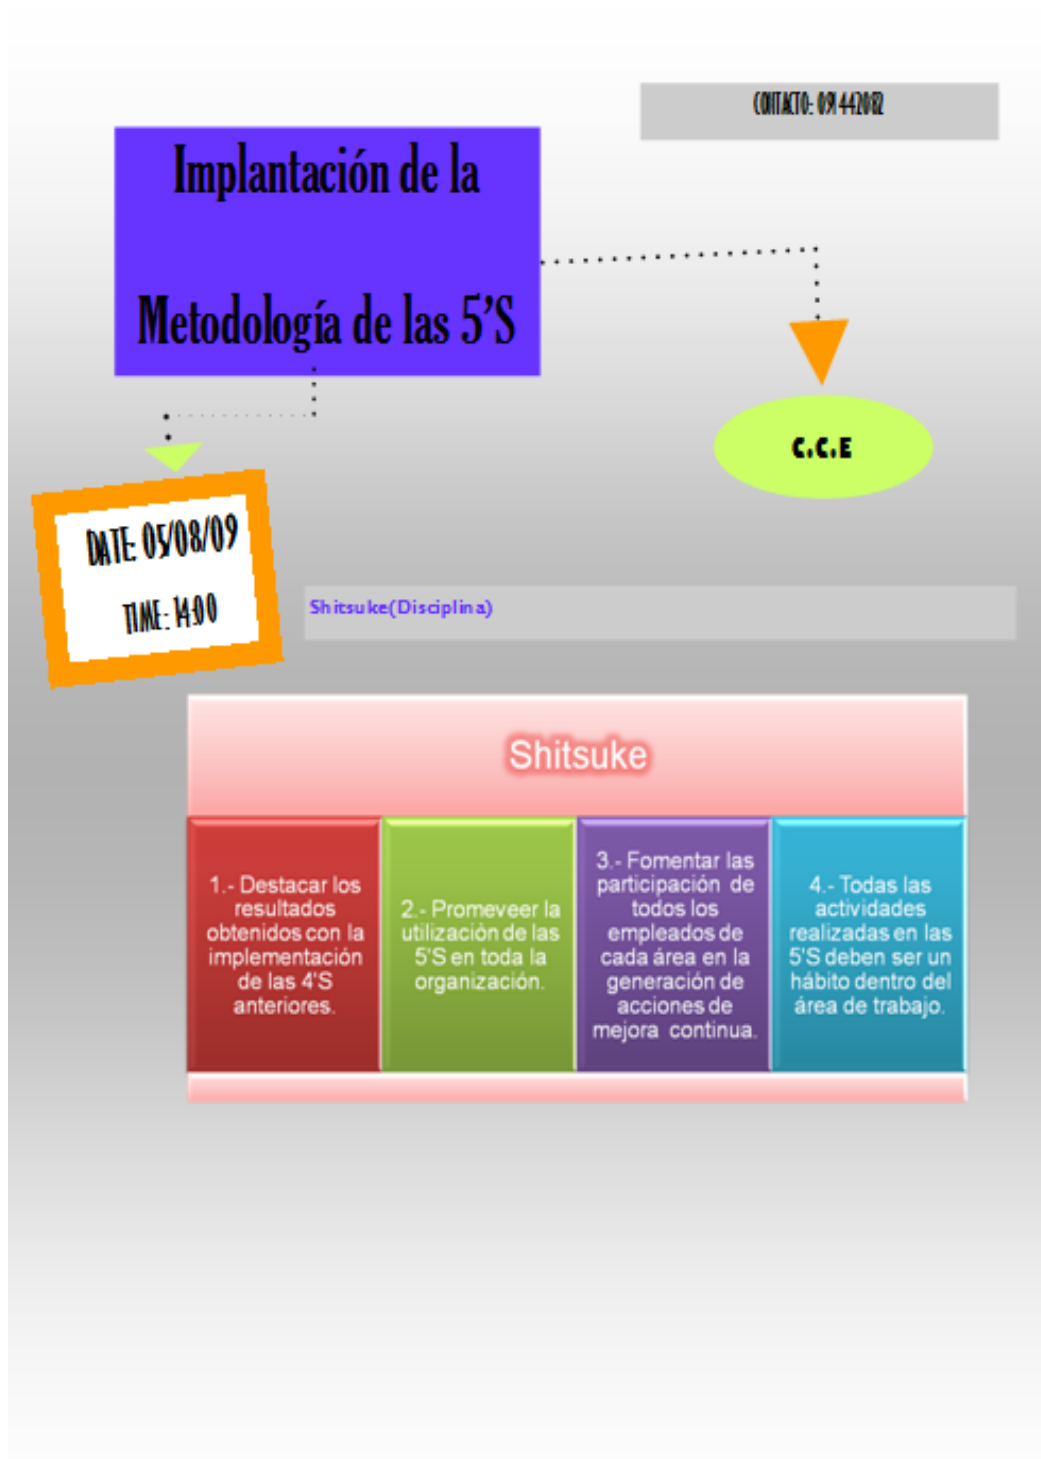 CONTACTO: 091442082
Implantación de la
Metodología de las 5'S
C.C.E
DATE: 05/08/09
TIME: 14:00
Shitsuke(Disciplina)
Shitsuke
1.- Destacar los
resultados
obtenidos con la
implementación
de las 4'S
anteriores.
2.- Promeveer la
utilización de las
5'S en toda la
organización.
3.- Fomentar las
participación de
todos los
empleados de
cada área en la
generación de
acciones de
mejora continua.
4.- Todas las
actividades
realizadas en las
5'S deben ser un
hábito dentro del
área de trabajo.